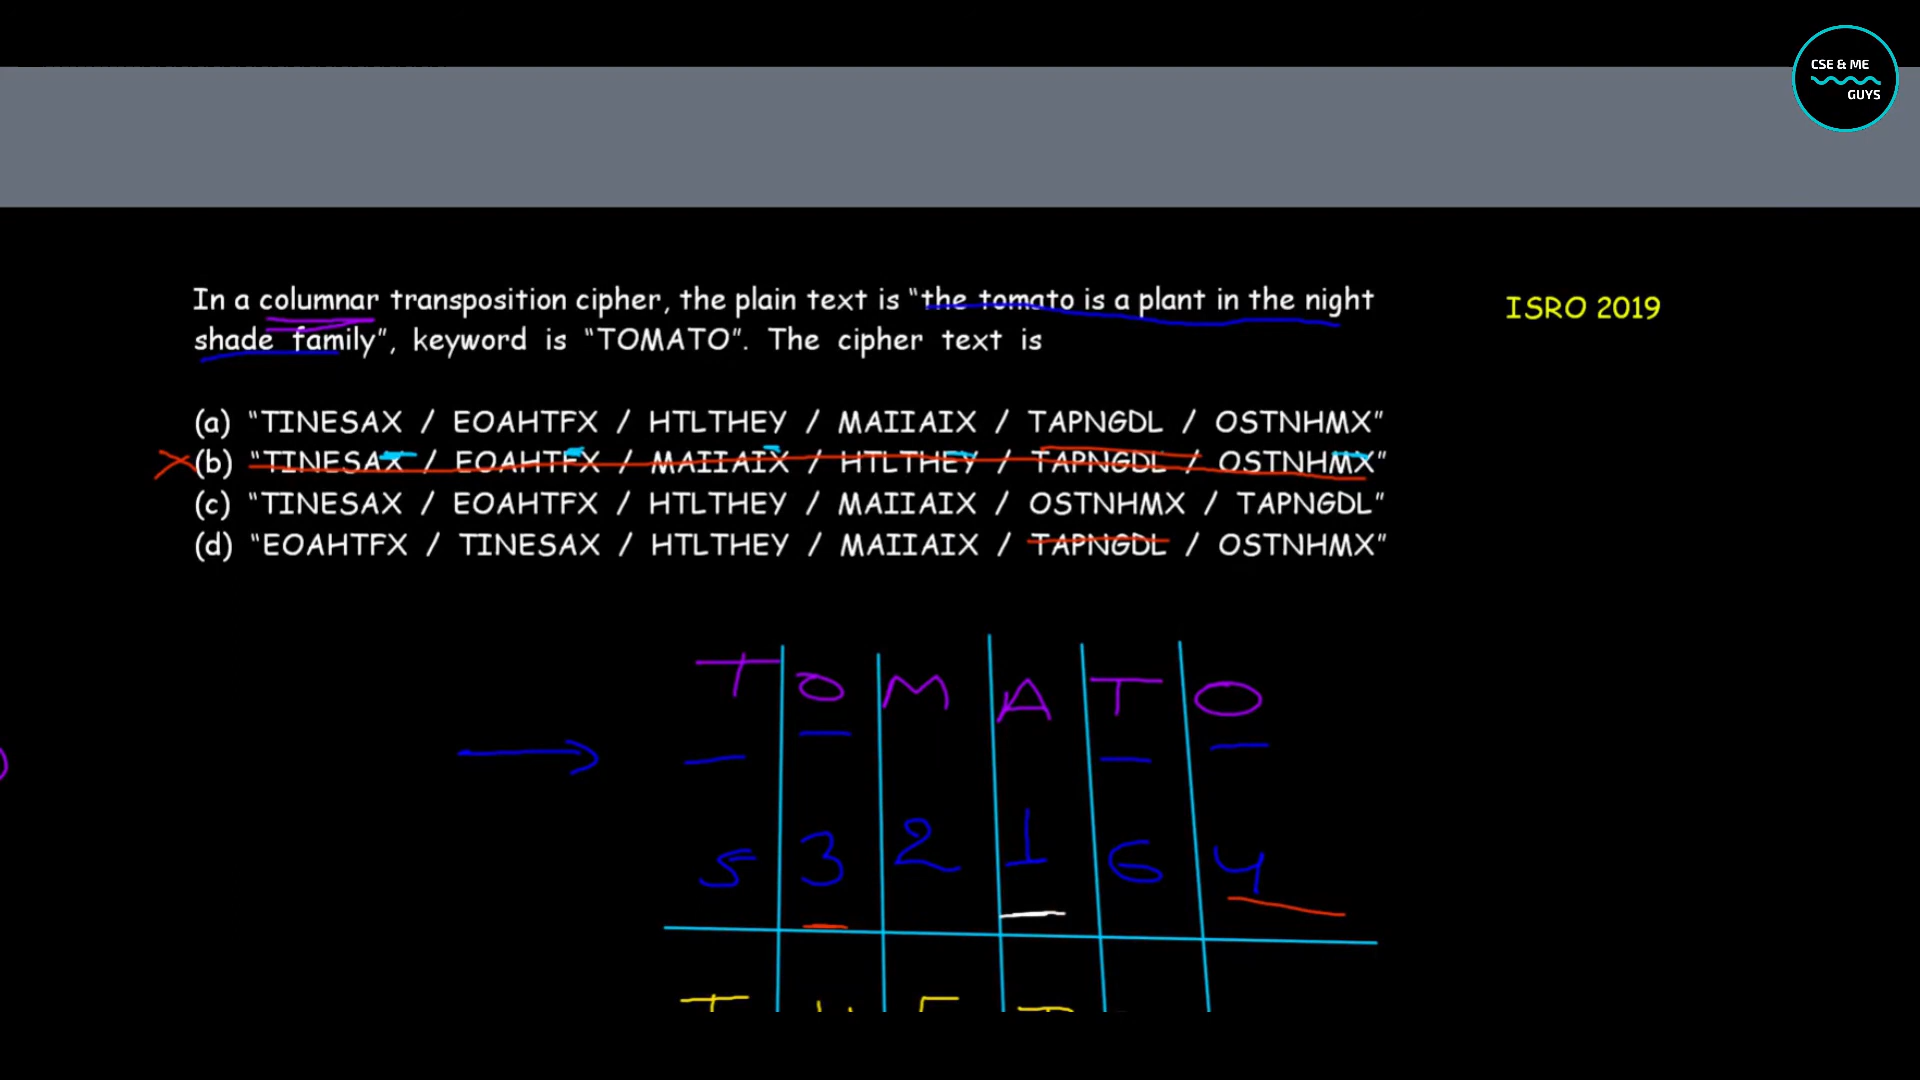 CSE & ME
GUYS
In a columnar transposition cipher, the plain text is “the tomato is a plant in the night
shade family”, keyword is “TOMATO”. The cipher text is
ISRO 2019
(a) “TINESAX / EOAHTFX / HTLTHEY / MAIIAIX / TAPNGDL / OSTNHMX”
(b) “TINESAX / EOAHTFX / MAIIAIX / HTLTHEY / TAPNGDL / OSTNHMX”
(c) “TINESAX / EOAHTFX / HTLTHEY / MAIIAIX / OSTNHMX / TAPNGDL”
(d) “EOAHTFX / TINESAX / HTLTHEY / MAIIAIX / TAPNGDL / OSTNHMX”
T O M A T O
5 3 2 1 6 4